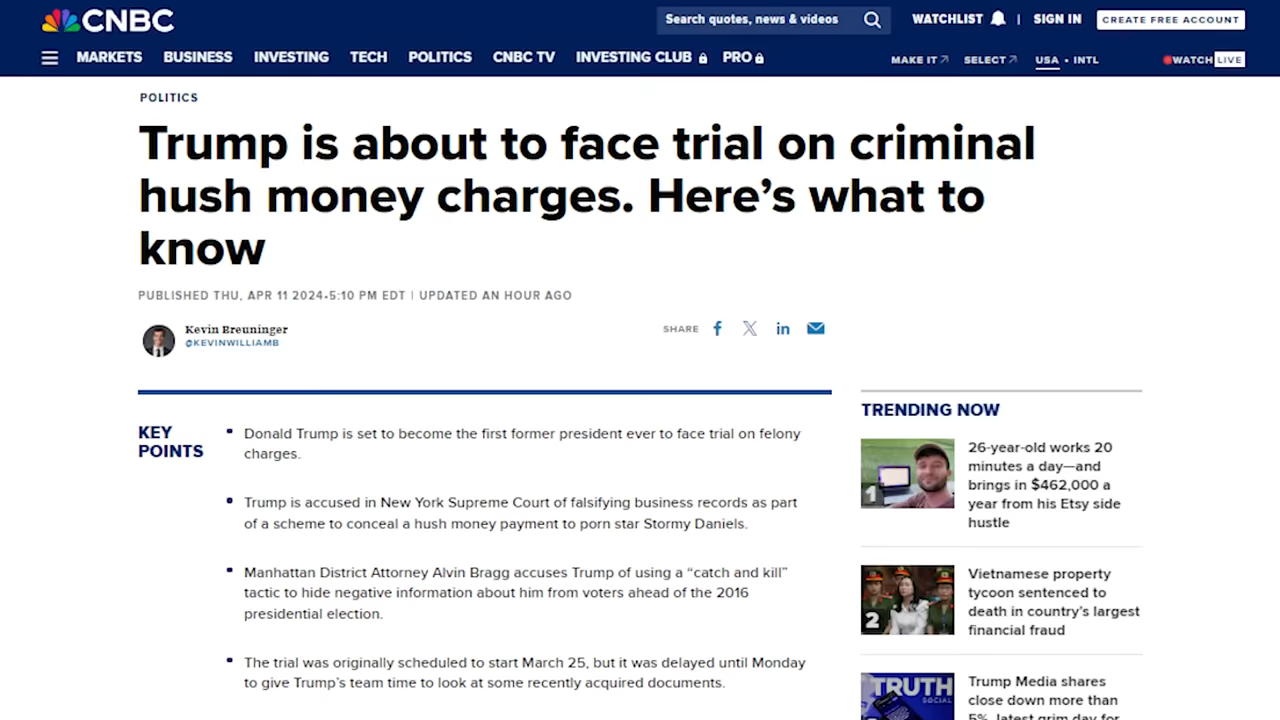 CNBC
Search quotes, news & videos
WATCHLIST | SIGN IN CREATE FREE ACCOUNT
MARKETS BUSINESS INVESTING TECH POLITICS CNBC TV INVESTING CLUB PRO
MAKE IT SELECT USA • INTL WATCH LIVE
POLITICS
Trump is about to face trial on criminal
hush money charges. Here’s what to
know
PUBLISHED THU, APR 11 2024•5:10 PM EDT | UPDATED AN HOUR AGO
Kevin Breuninger
@KEVINWILLIAMB
SHARE
KEY
POINTS
Donald Trump is set to become the first former president ever to face trial on felony
charges.
Trump is accused in New York Supreme Court of falsifying business records as part
of a scheme to conceal a hush money payment to porn star Stormy Daniels.
Manhattan District Attorney Alvin Bragg accuses Trump of using a “catch and kill”
tactic to hide negative information about him from voters ahead of the 2016
presidential election.
The trial was originally scheduled to start March 25, but it was delayed until Monday
to give Trump’s team time to look at some recently acquired documents.
TRENDING NOW
1
26-year-old works 20
minutes a day—and
brings in $462,000 a
year from his Etsy side
hustle
2
Vietnamese property
tycoon sentenced to
death in country’s largest
financial fraud
TRUTH
SOCIAL
Trump Media shares
close down more than
5%, latest grim day for